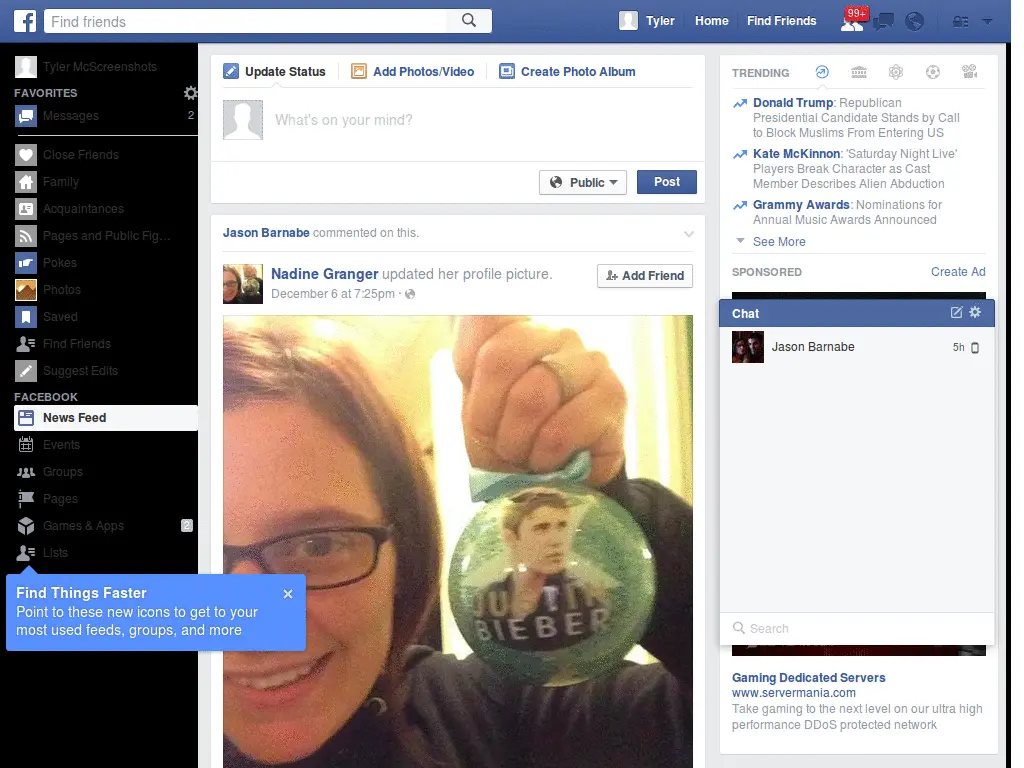 Find friends
Tyler
Home
Find Friends
99+
Tyler McScreenshots
FAVORITES
Messages
2
Close Friends
Family
Acquaintances
Pages and Public Fig…
Pokes
Photos
Saved
Find Friends
Suggest Edits
FACEBOOK
News Feed
Events
Groups
Pages
Games & Apps
2
Lists
Find Things Faster
Point to these new icons to get to your
most used feeds, groups, and more
Update Status
Add Photos/Video
Create Photo Album
What's on your mind?
Public
Post
Jason Barnabe commented on this.
Nadine Granger updated her profile picture.
December 6 at 7:25pm ·
Add Friend
JUSTIN
BIEBER
TRENDING
Donald Trump: Republican
Presidential Candidate Stands by Call
to Block Muslims From Entering US
Kate McKinnon: 'Saturday Night Live'
Players Break Character as Cast
Member Describes Alien Abduction
Grammy Awards: Nominations for
Annual Music Awards Announced
See More
SPONSORED
Create Ad
Chat
Jason Barnabe
5h
Search
Gaming Dedicated Servers
www.servermania.com
Take gaming to the next level on our ultra high
performance DDoS protected network